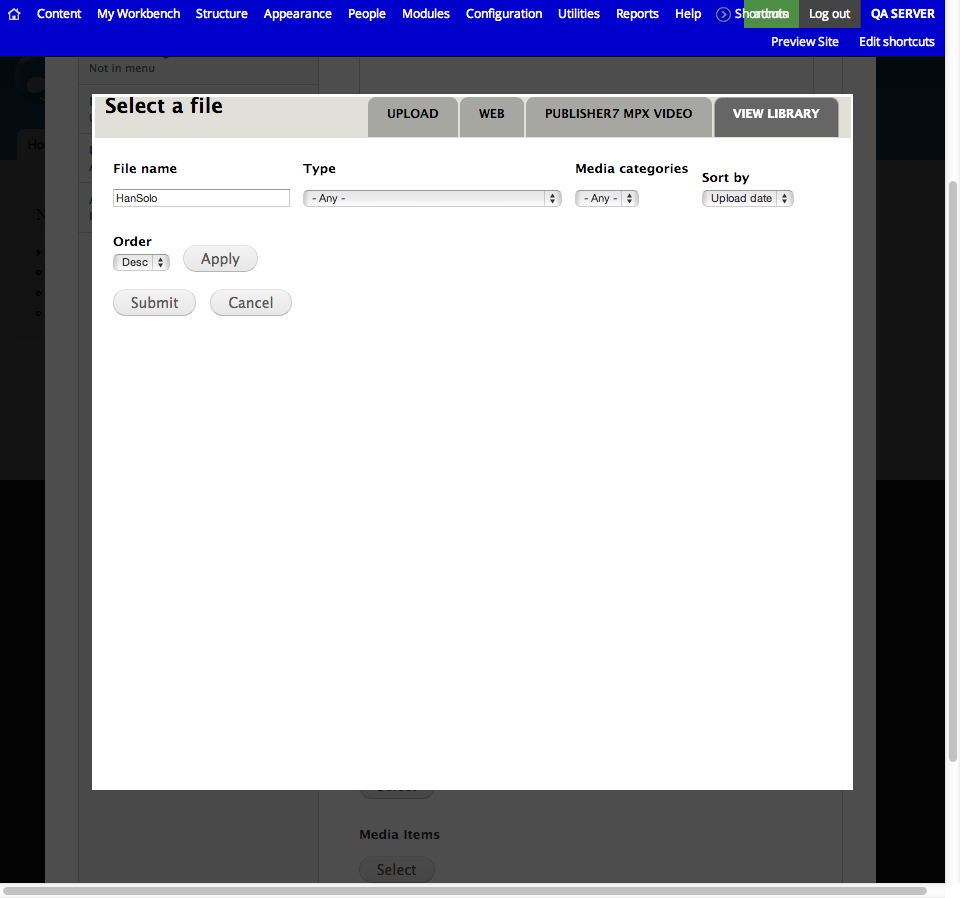 Content My Workbench Structure Appearance People Modules Configuration Utilities Reports Help Shortcuts Log out QA SERVER
Preview Site Edit shortcuts
Not in menu
Select a file UPLOAD WEB PUBLISHER7 MPX VIDEO VIEW LIBRARY
File name Type Media categories Sort by
HanSolo - Any - - Any - Upload date
Order
Desc Apply
Submit Cancel
Media Items
Select